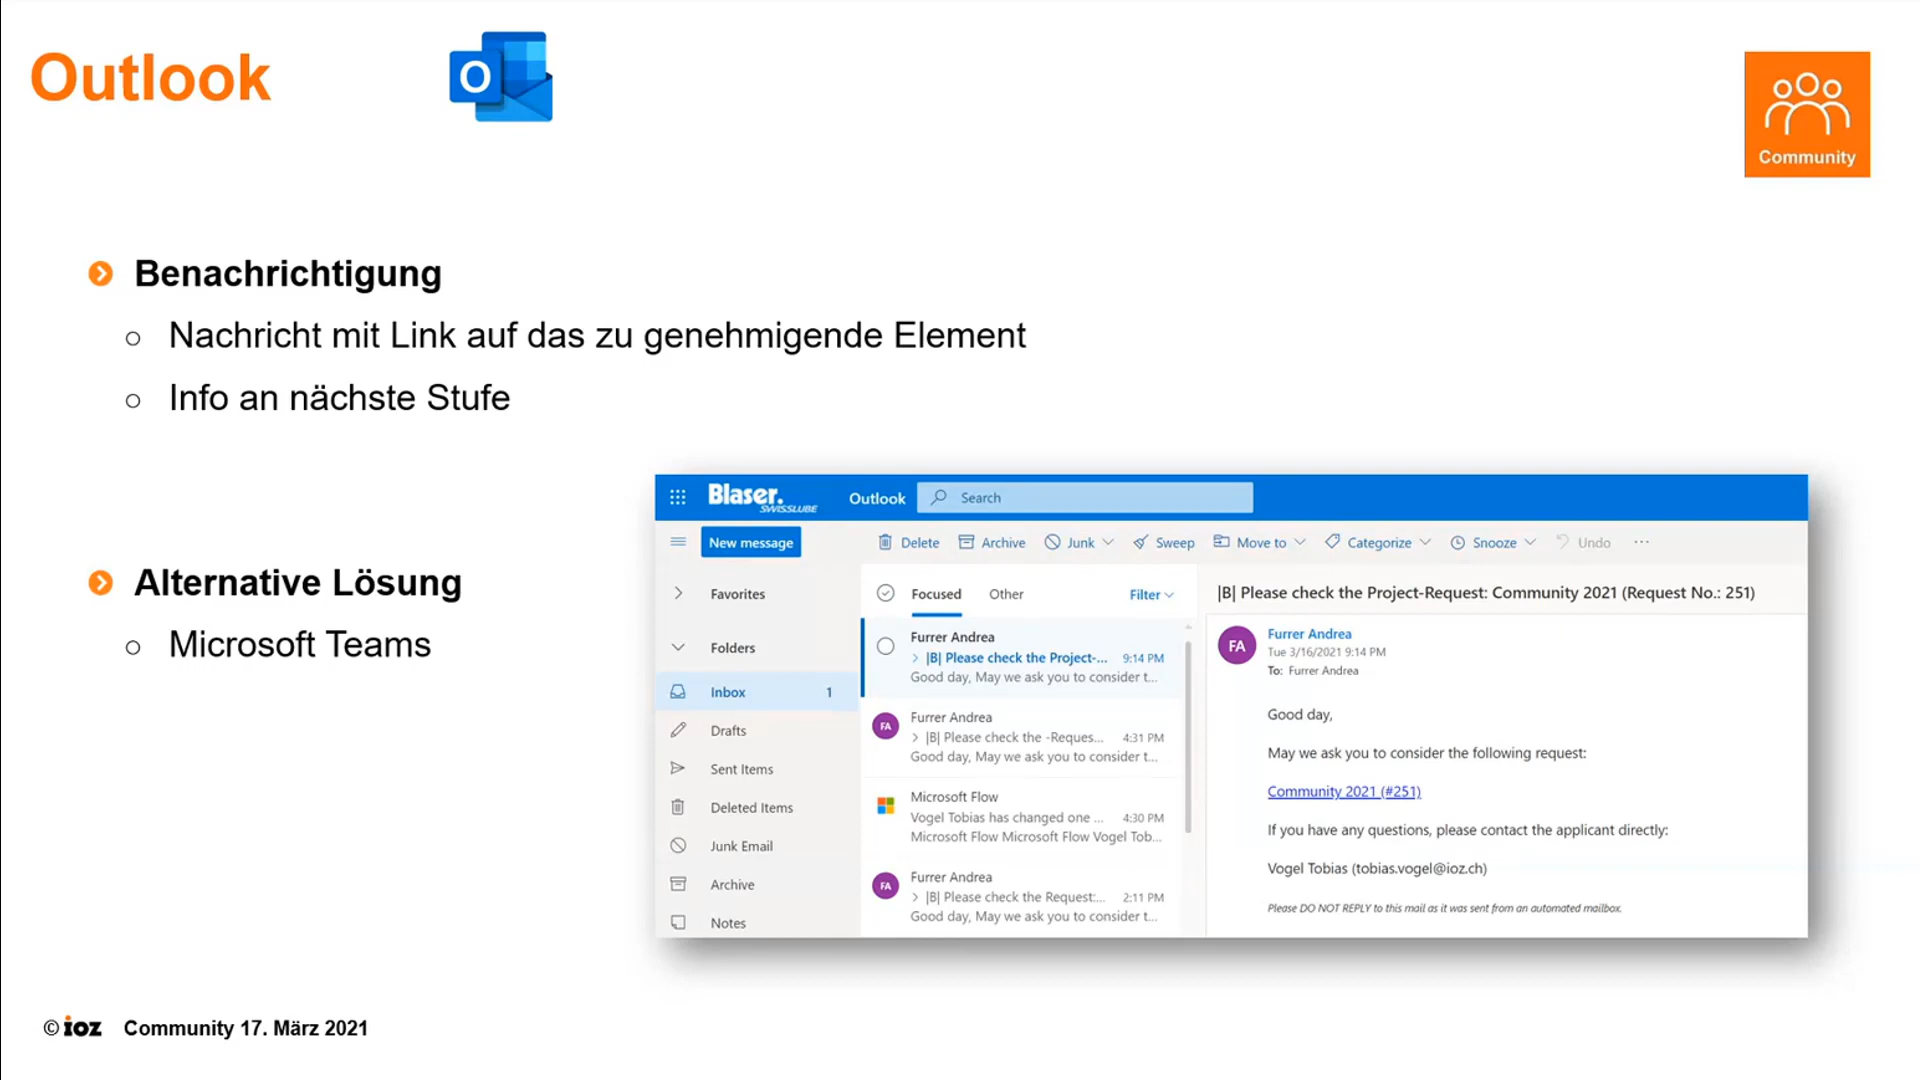 Outlook
O
Community
Benachrichtigung
Nachricht mit Link auf das zu genehmigende Element
Info an nächste Stufe
Alternative Lösung
Microsoft Teams
Blaser.
SWISSLUBE
Outlook
Search
New message
Delete
Archive
Junk
Sweep
Move to
Categorize
Snooze
Undo
Favorites
Folders
Inbox 1
Drafts
Sent Items
Deleted Items
Junk Email
Archive
Notes
Focused
Other
Filter
Furrer Andrea
|B| Please check the Project-... 9:14 PM
Good day, May we ask you to consider t...
FA
Furrer Andrea
|B| Please check the -Reques... 4:31 PM
Good day, May we ask you to consider t...
Microsoft Flow
Vogel Tobias has changed one ... 4:30 PM
Microsoft Flow Microsoft Flow Vogel Tob...
FA
Furrer Andrea
|B| Please check the Request:... 2:11 PM
Good day, May we ask you to consider t...
|B| Please check the Project-Request: Community 2021 (Request No.: 251)
FA
Furrer Andrea
Tue 3/16/2021 9:14 PM
To: Furrer Andrea
Good day,
May we ask you to consider the following request:
Community 2021 (#251)
If you have any questions, please contact the applicant directly:
Vogel Tobias (tobias.vogel@ioz.ch)
Please DO NOT REPLY to this mail as it was sent from an automated mailbox.
© ioz Community 17. März 2021